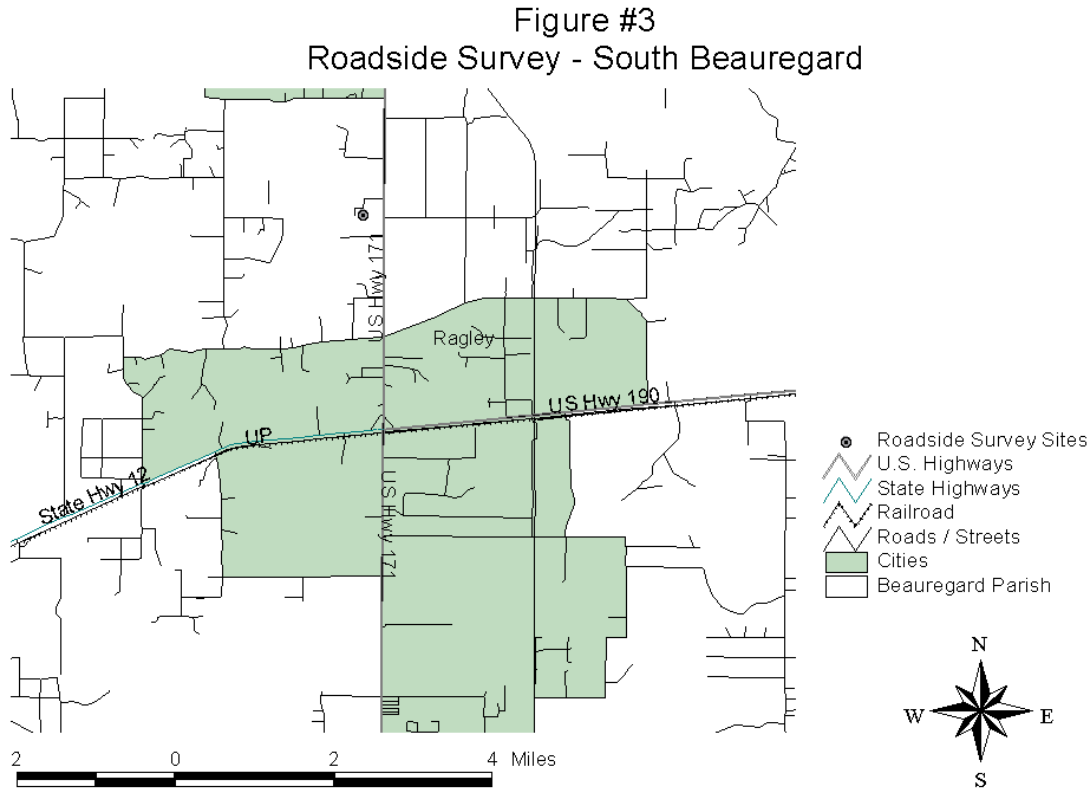 Figure #3
Roadside Survey - South Beauregard
US Hwy 171
Ragley
US Hwy 190
UP
State Hwy 12
US Hwy 171
Roadside Survey Sites
U.S. Highways
State Highways
Railroad
Roads / Streets
Cities
Beauregard Parish
N
W E
S
2 0 4 Miles